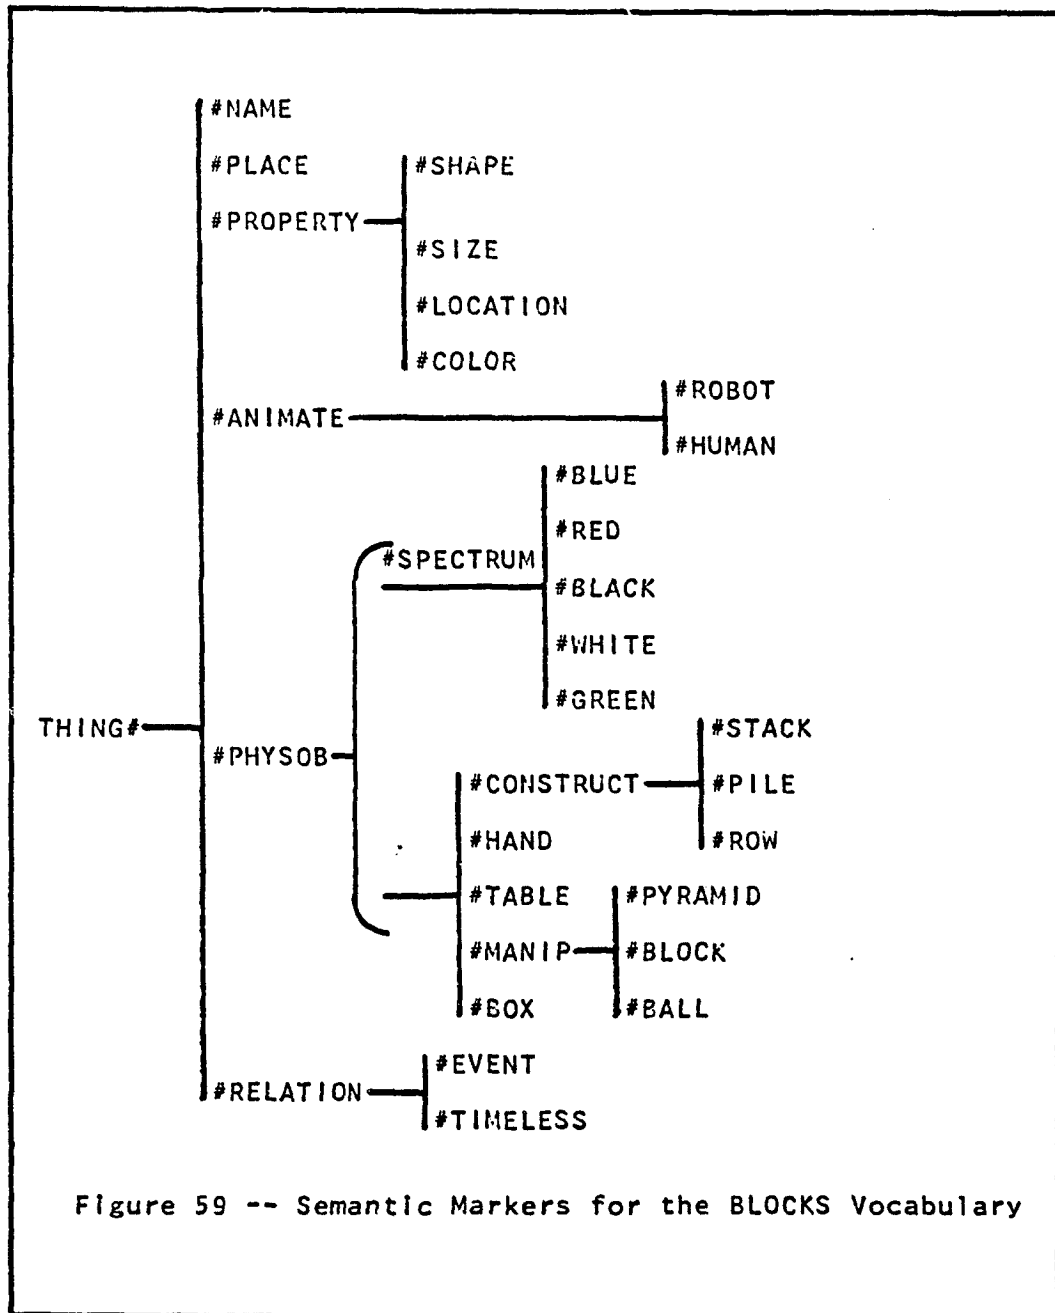 #NAME
#PLACE
#SHAPE
#PROPERTY
#SIZE
#LOCATION
#COLOR
#ROBOT
#ANIMATE
#HUMAN
#BLUE
#RED
#SPECTRUM
#BLACK
#WHITE
#GREEN
THING#
#STACK
#PHYSOB
#CONSTRUCT
#PILE
#HAND
#ROW
#TABLE
#PYRAMID
#MANIP
#BLOCK
#BOX
#BALL
#EVENT
#RELATION
#TIMELESS
Figure 59 -- Semantic Markers for the BLOCKS Vocabulary